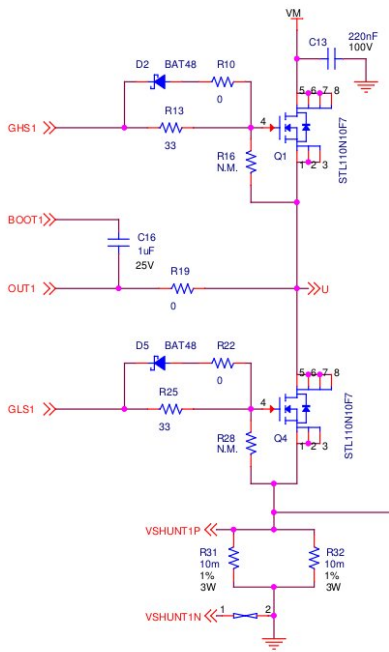 VM
C13
220nF
100V
D2
BAT48
R10
0
R13
33
GHS1
4
5 6 7 8
1 2 3
Q1
STL110N10F7
R16
N.M.
BOOT1
C16
1uF
25V
R19
0
OUT1
U
D5
BAT48
R22
0
R25
33
GLS1
4
5 6 7 8
1 2 3
Q4
STL110N10F7
R28
N.M.
VSHUNT1P
R31
10m
1%
3W
R32
10m
1%
3W
VSHUNT1N
1
2